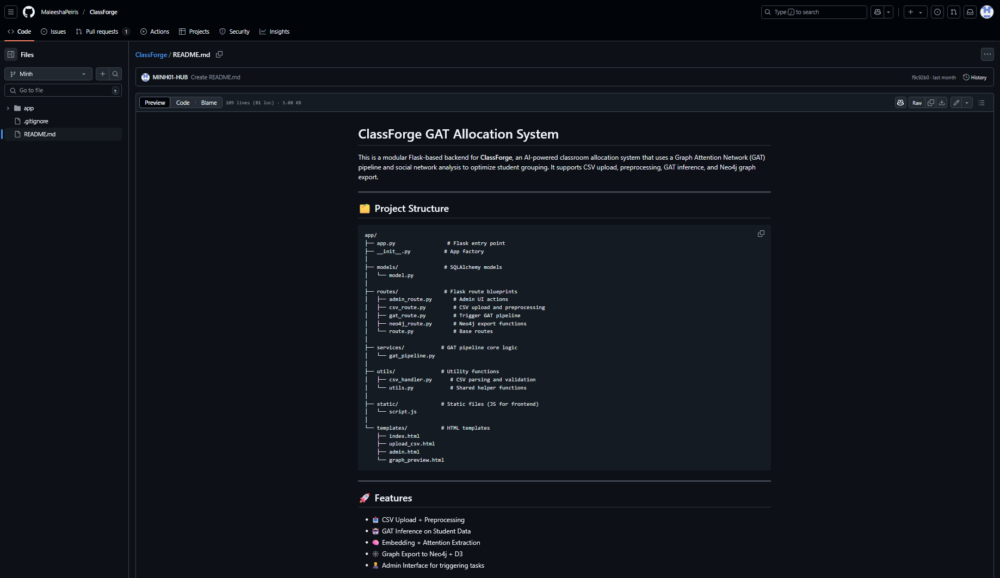 MaleeshaPeiris / ClassForge
Type / to search
Code
Issues
Pull requests 1
Actions
Projects
Security
Insights
Files
Minh
Go to file
t
app
.gitignore
README.md
ClassForge / README.md
MINH01-HUB Create README.md
f9c92b0 · last month
History
Preview
Code
Blame
109 lines (81 loc) · 3.08 KB
Raw
ClassForge GAT Allocation System
This is a modular Flask-based backend for ClassForge, an AI-powered classroom allocation system that uses a Graph Attention Network (GAT)
pipeline and social network analysis to optimize student grouping. It supports CSV upload, preprocessing, GAT inference, and Neo4j graph
export.
🗂️ Project Structure
app/
├── app.py # Flask entry point
├── __init__.py # App factory
│
├── models/ # SQLAlchemy models
│   └── model.py
│
├── routes/ # Flask route blueprints
│   ├── admin_route.py # Admin UI actions
│   ├── csv_route.py # CSV upload and preprocessing
│   ├── gat_route.py # Trigger GAT pipeline
│   ├── neo4j_route.py # Neo4j export functions
│   └── route.py # Base routes
│
├── services/ # GAT pipeline core logic
│   └── gat_pipeline.py
│
├── utils/ # Utility functions
│   ├── csv_handler.py # CSV parsing and validation
│   └── utils.py # Shared helper functions
│
├── static/ # Static files (JS for frontend)
│   └── script.js
│
└── templates/ # HTML templates
    ├── index.html
    ├── upload_csv.html
    ├── admin.html
    └── graph_preview.html
🚀 Features
• 📤 CSV Upload + Preprocessing
• 🤖 GAT Inference on Student Data
• 🧠 Embedding + Attention Extraction
• 🕸️ Graph Export to Neo4j + D3
• Admin Interface for triggering tasks